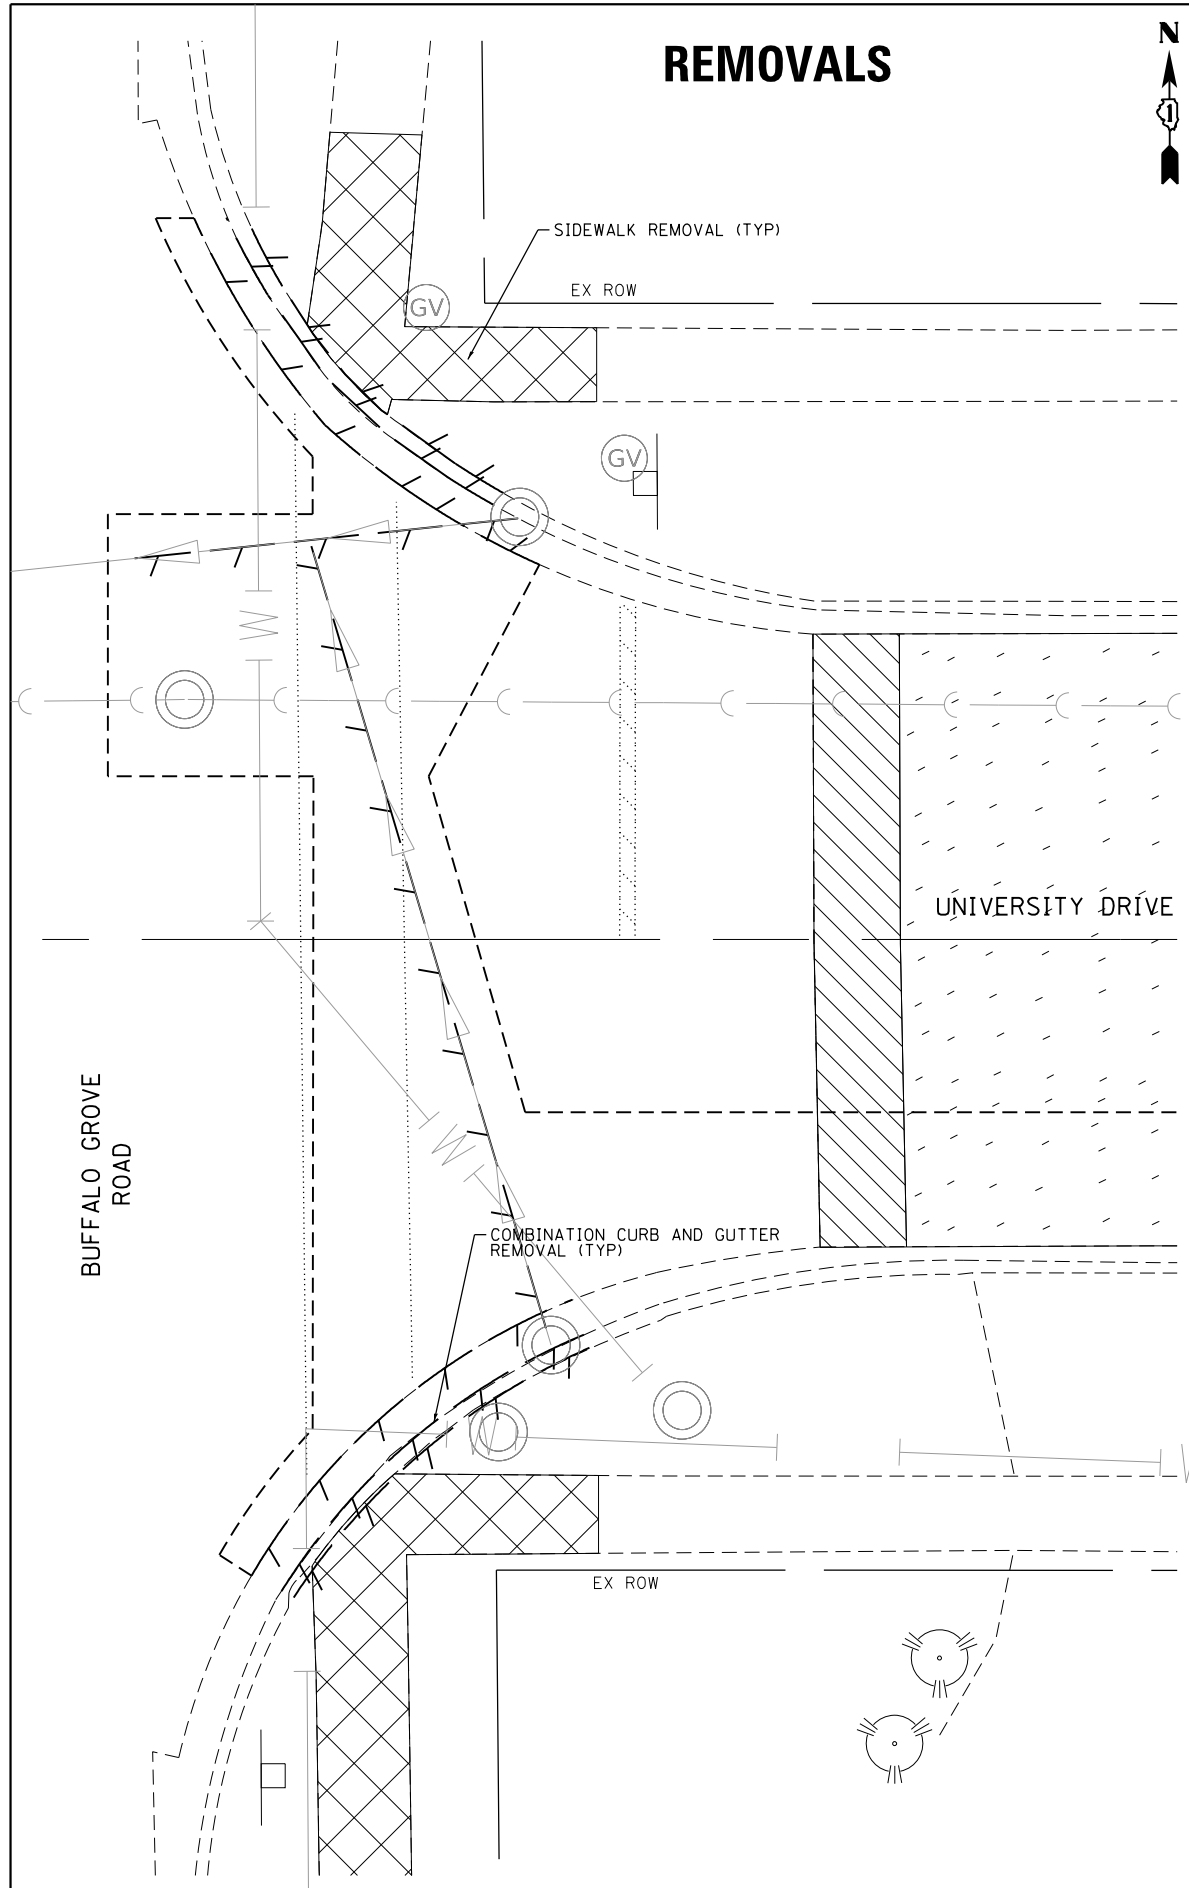 REMOVALS
N
1
SIDEWALK REMOVAL (TYP)
EX ROW
GV
GV
W
UNIVERSITY DRIVE
BUFFALO GROVE
ROAD
W
COMBINATION CURB AND GUTTER
REMOVAL (TYP)
W
W
EX ROW